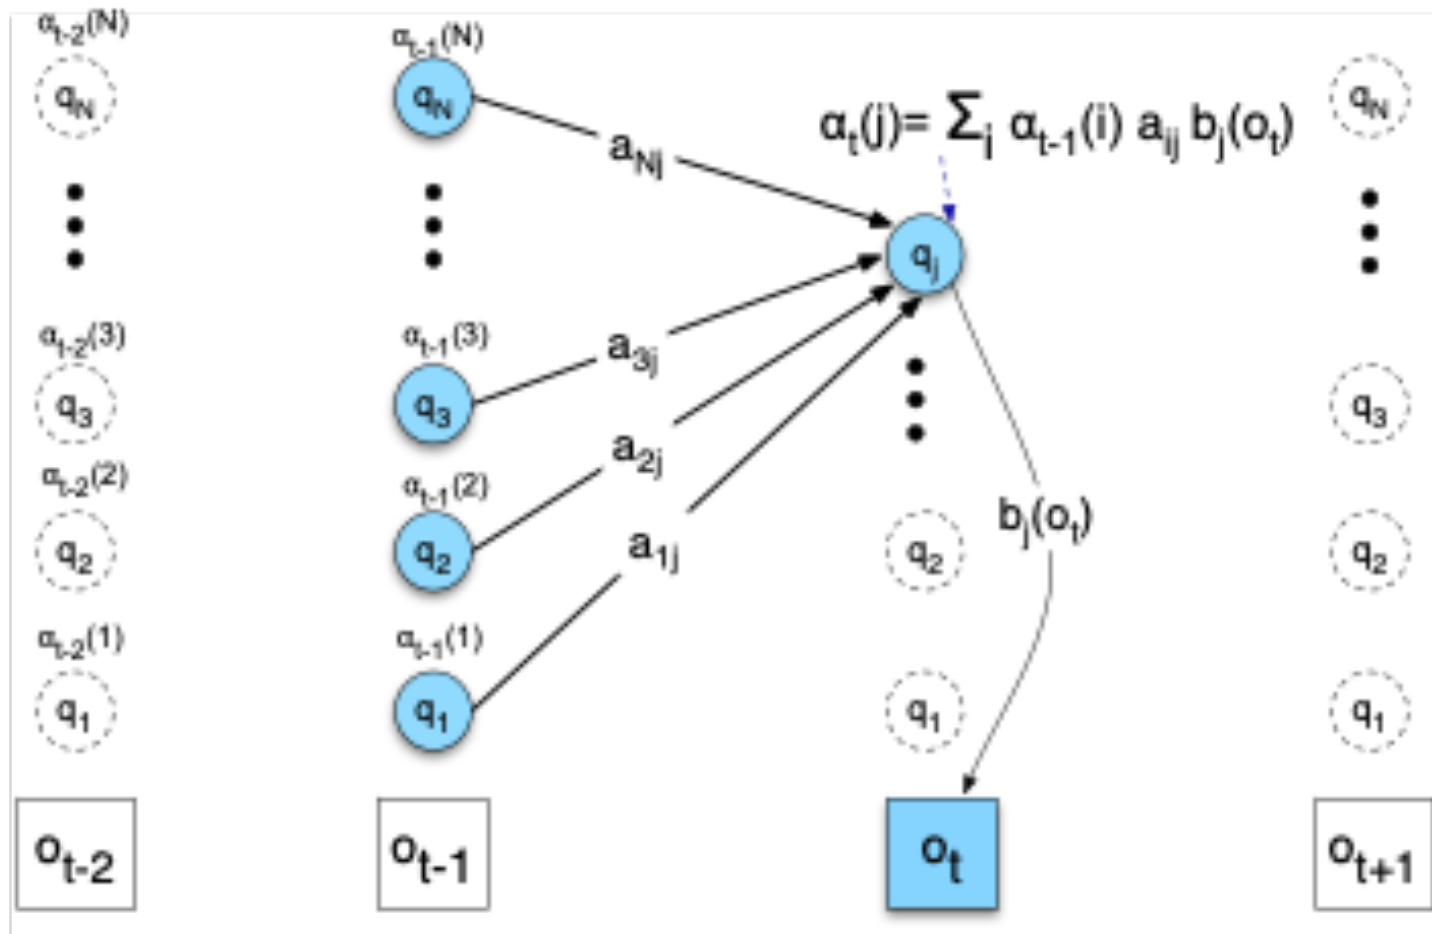 αt-2(N)
αt-1(N)
qN
qN
qN
αt(j)= Σi αt-1(i) aij bj(ot)
aNj
qj
αt-2(3)
αt-1(3)
a3j
q3
q3
q3
αt-2(2)
αt-1(2)
a2j
bj(ot)
q2
q2
q2
q2
a1j
αt-2(1)
αt-1(1)
q1
q1
q1
q1
ot-2
ot-1
ot
ot+1